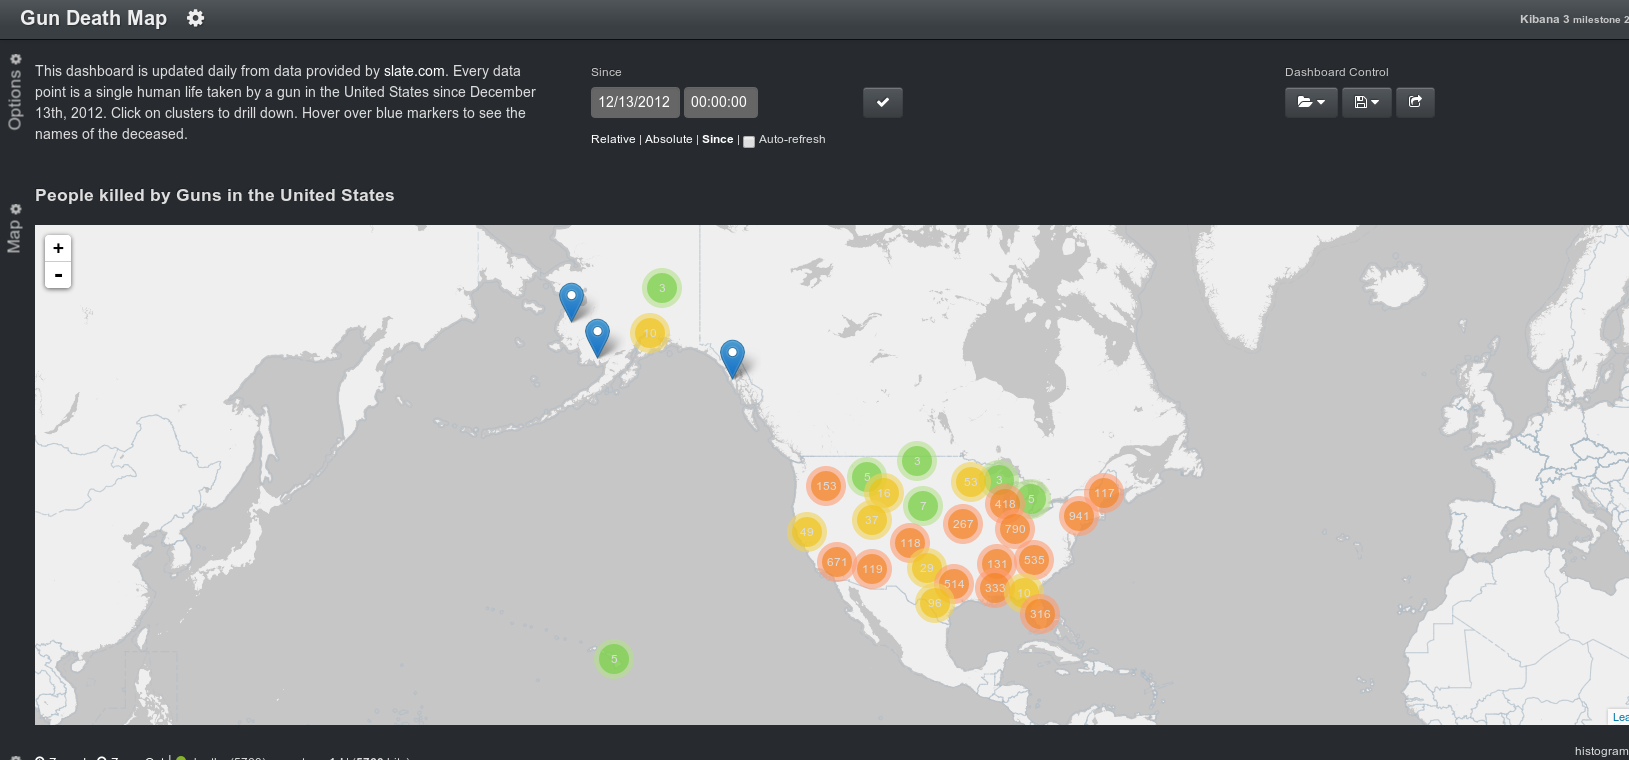 Gun Death Map
Kibana 3 milestone 2
Options
This dashboard is updated daily from data provided by slate.com. Every data
point is a single human life taken by a gun in the United States since December
13th, 2012. Click on clusters to drill down. Hover over blue markers to see the
names of the deceased.
Since
12/13/2012 00:00:00
Relative | Absolute | Since | Auto-refresh
Dashboard Control
Map
People killed by Guns in the United States
+
-
3
10
3
5
153
16
53
3
7
5
418
117
37
941
49
267
790
118
671
119
29
131
535
514
333
10
98
316
5
Lea
histogram